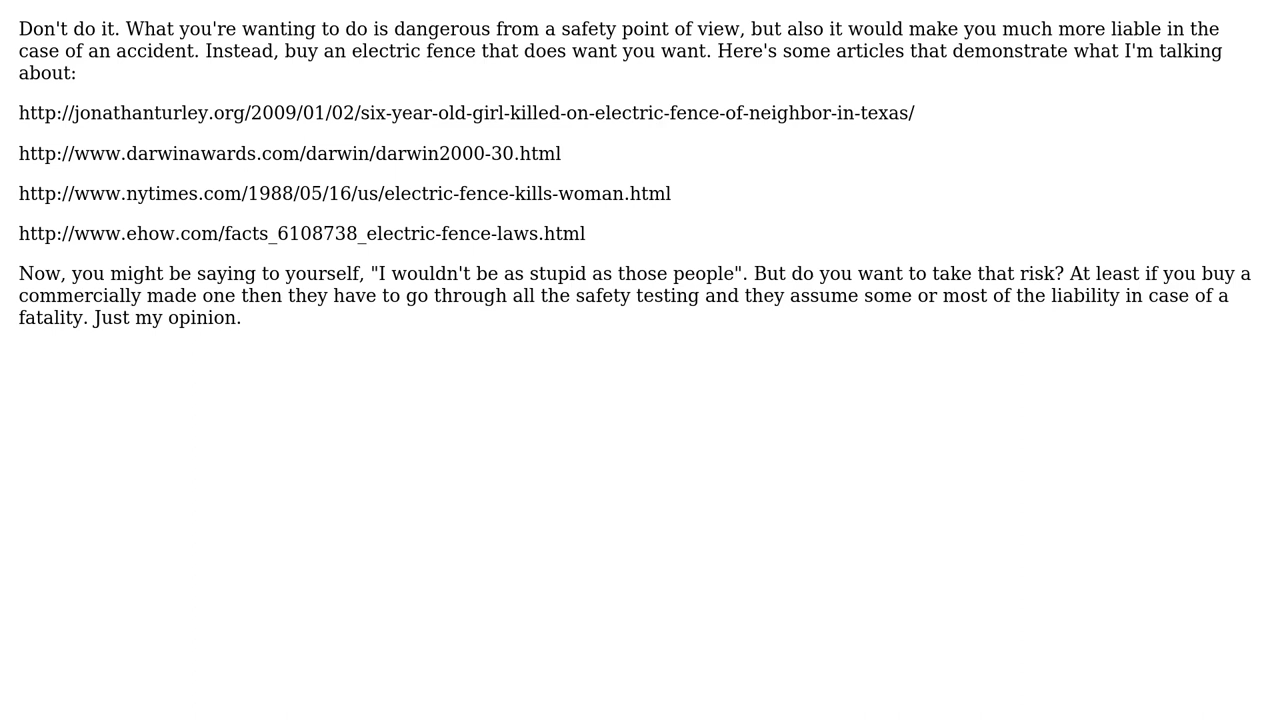 Don't do it. What you're wanting to do is dangerous from a safety point of view, but also it would make you much more liable in the
case of an accident. Instead, buy an electric fence that does want you want. Here's some articles that demonstrate what I'm talking
about:
http://jonathanturley.org/2009/01/02/six-year-old-girl-killed-on-electric-fence-of-neighbor-in-texas/
http://www.darwinawards.com/darwin/darwin2000-30.html
http://www.nytimes.com/1988/05/16/us/electric-fence-kills-woman.html
http://www.ehow.com/facts_6108738_electric-fence-laws.html
Now, you might be saying to yourself, "I wouldn't be as stupid as those people". But do you want to take that risk? At least if you buy a
commercially made one then they have to go through all the safety testing and they assume some or most of the liability in case of a
fatality. Just my opinion.